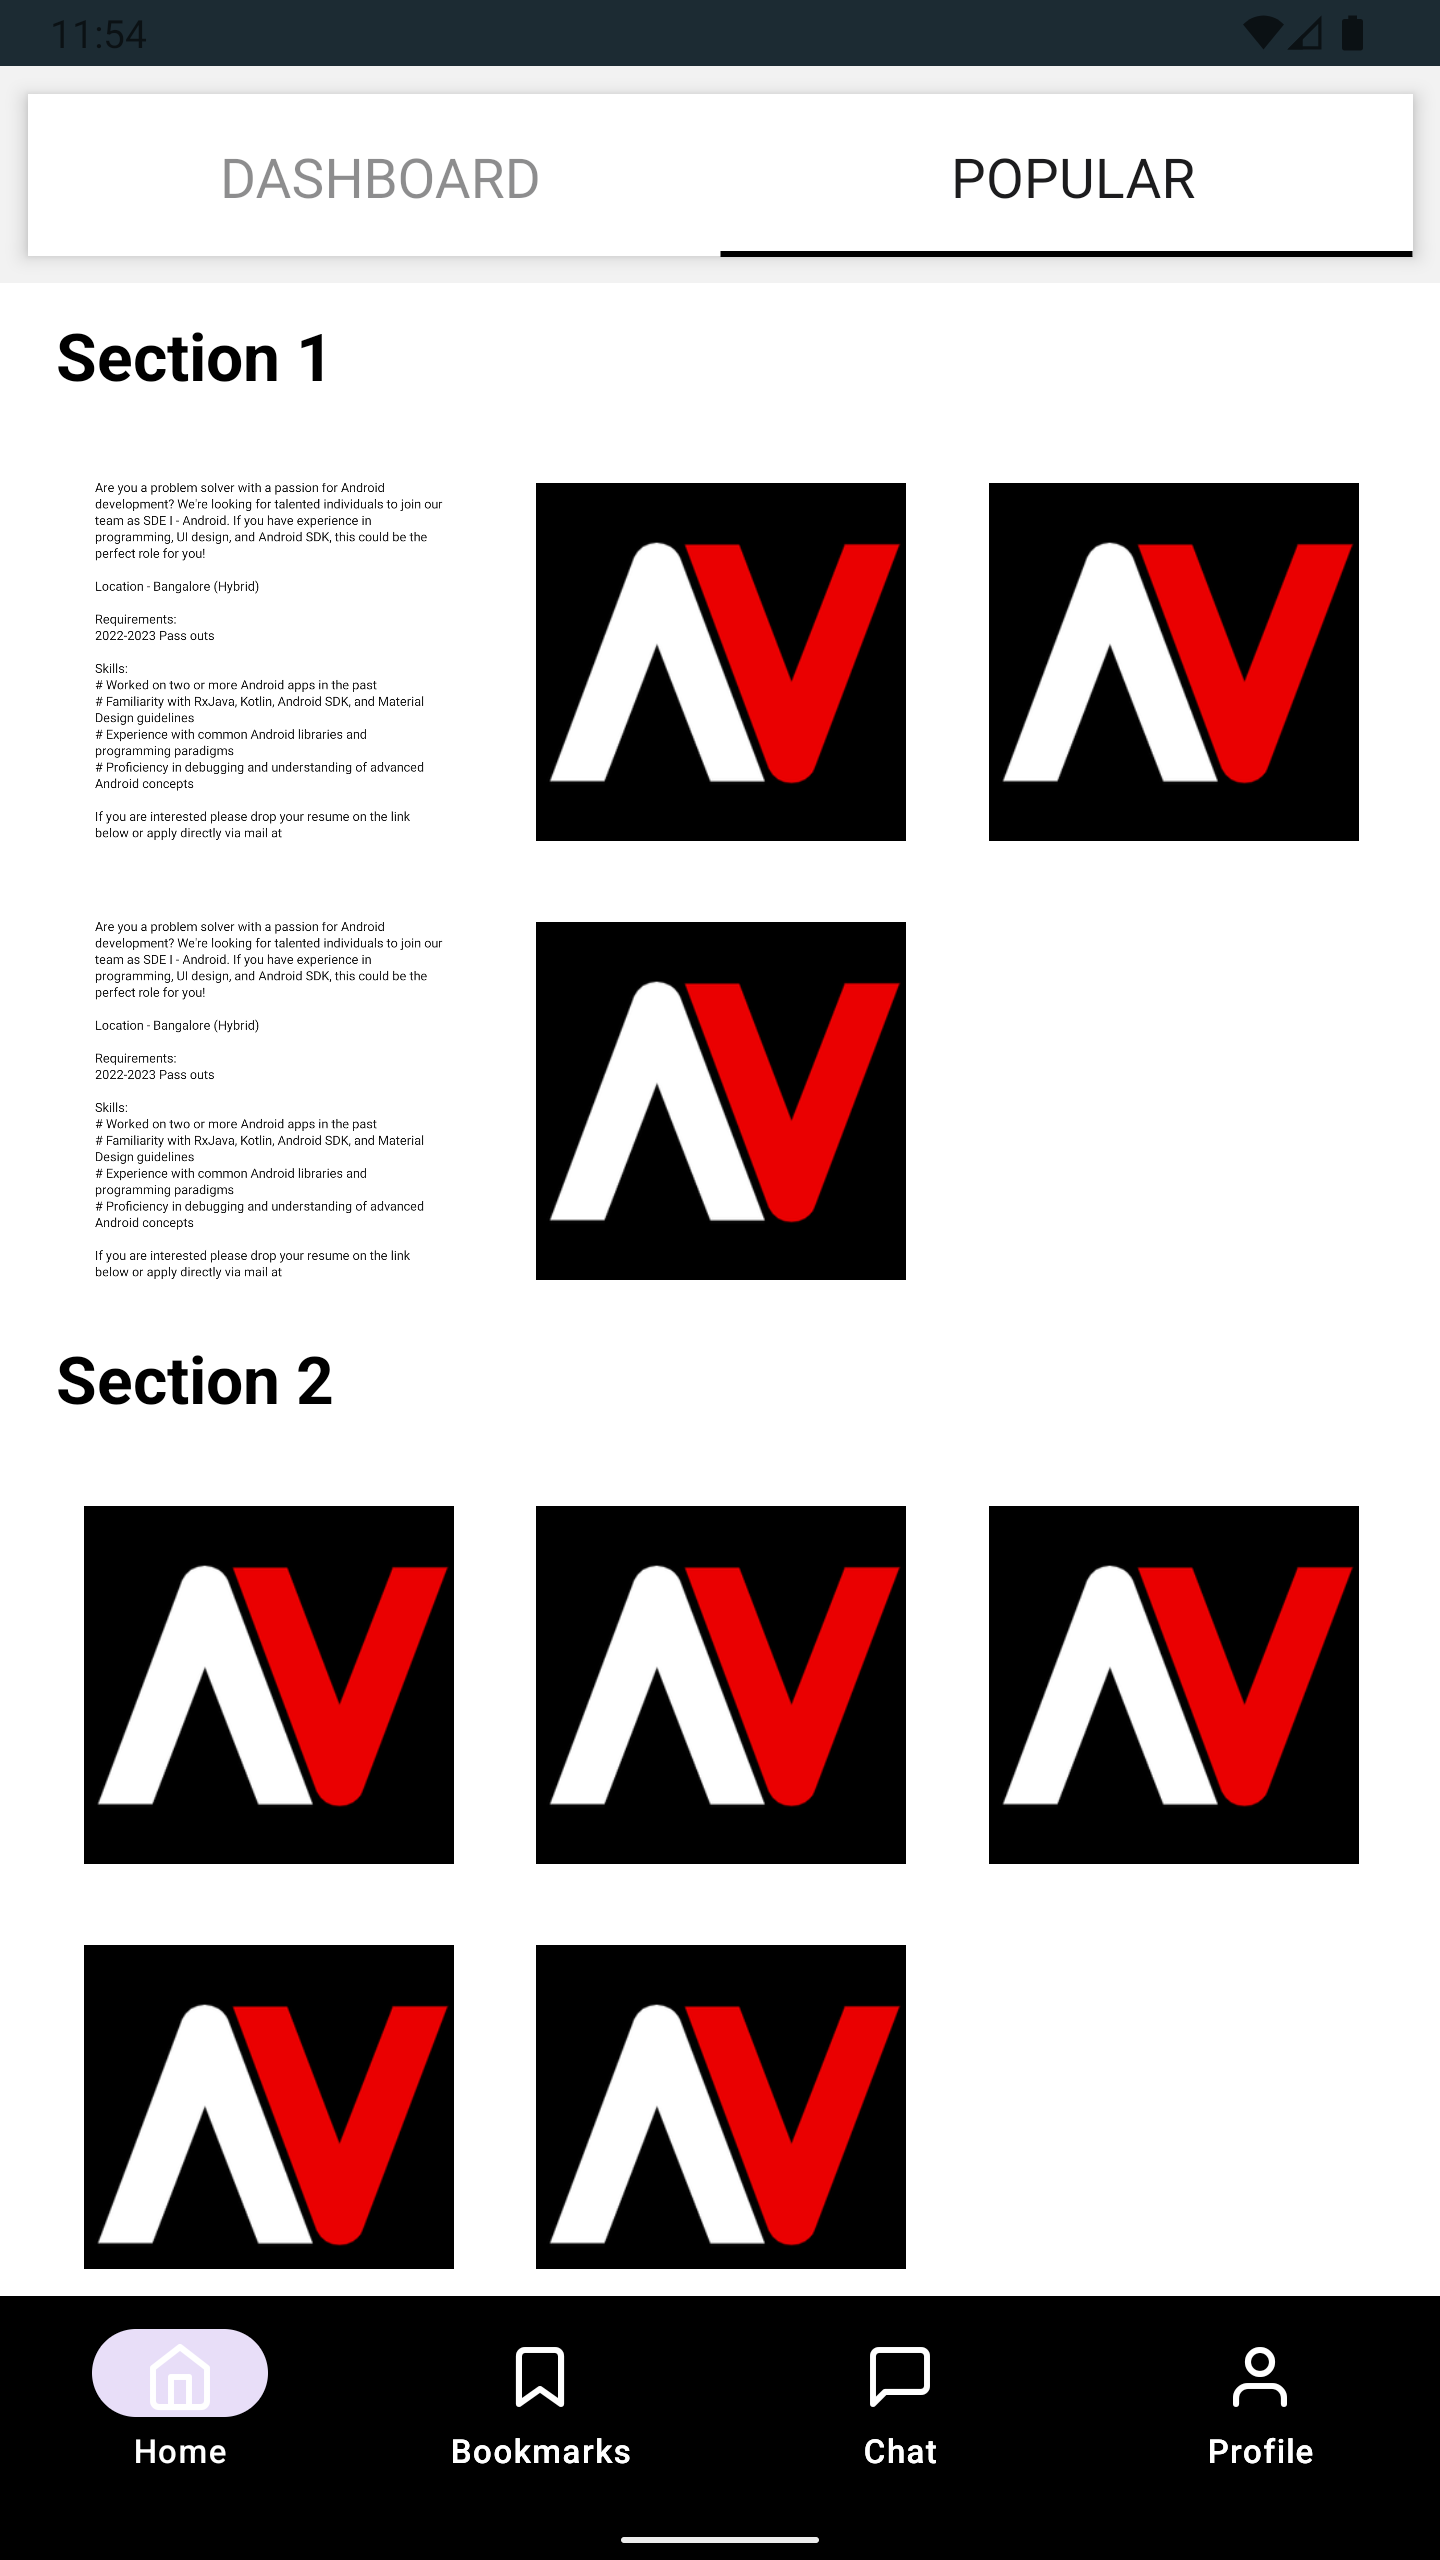 11:54
DASHBOARD
POPULAR
Section 1
Are you a problem solver with a passion for Android
development? We're looking for talented individuals to join our
team as SDE I - Android. If you have experience in
programming, UI design, and Android SDK, this could be the
perfect role for you!
Location - Bangalore (Hybrid)
Requirements:
2022-2023 Pass outs
Skills:
# Worked on two or more Android apps in the past
# Familiarity with RxJava, Kotlin, Android SDK, and Material
Design guidelines
# Experience with common Android libraries and
programming paradigms
# Proficiency in debugging and understanding of advanced
Android concepts
If you are interested please drop your resume on the link
below or apply directly via mail at
AV
AV
Are you a problem solver with a passion for Android
development? We're looking for talented individuals to join our
team as SDE I - Android. If you have experience in
programming, UI design, and Android SDK, this could be the
perfect role for you!
Location - Bangalore (Hybrid)
Requirements:
2022-2023 Pass outs
Skills:
# Worked on two or more Android apps in the past
# Familiarity with RxJava, Kotlin, Android SDK, and Material
Design guidelines
# Experience with common Android libraries and
programming paradigms
# Proficiency in debugging and understanding of advanced
Android concepts
If you are interested please drop your resume on the link
below or apply directly via mail at
AV
Section 2
AV
AV
AV
AV
AV
Home
Bookmarks
Chat
Profile